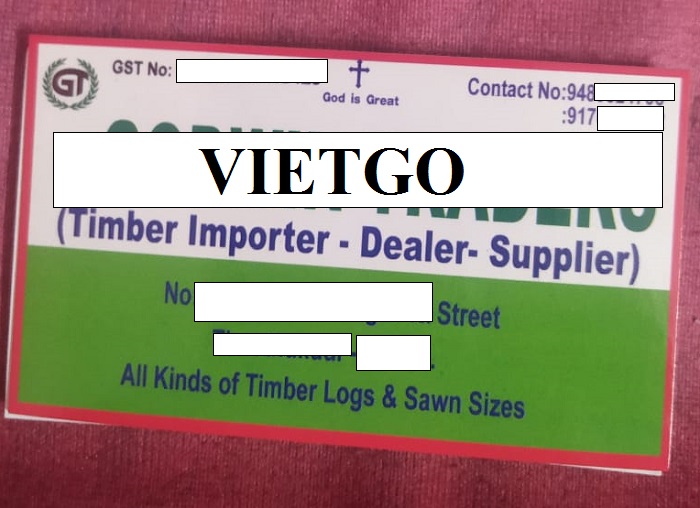 GT
GST No:
God is Great
Contact No:948
:917
VIETGO
TRADERS
(Timber Importer - Dealer- Supplier)
No Street
All Kinds of Timber Logs & Sawn Sizes